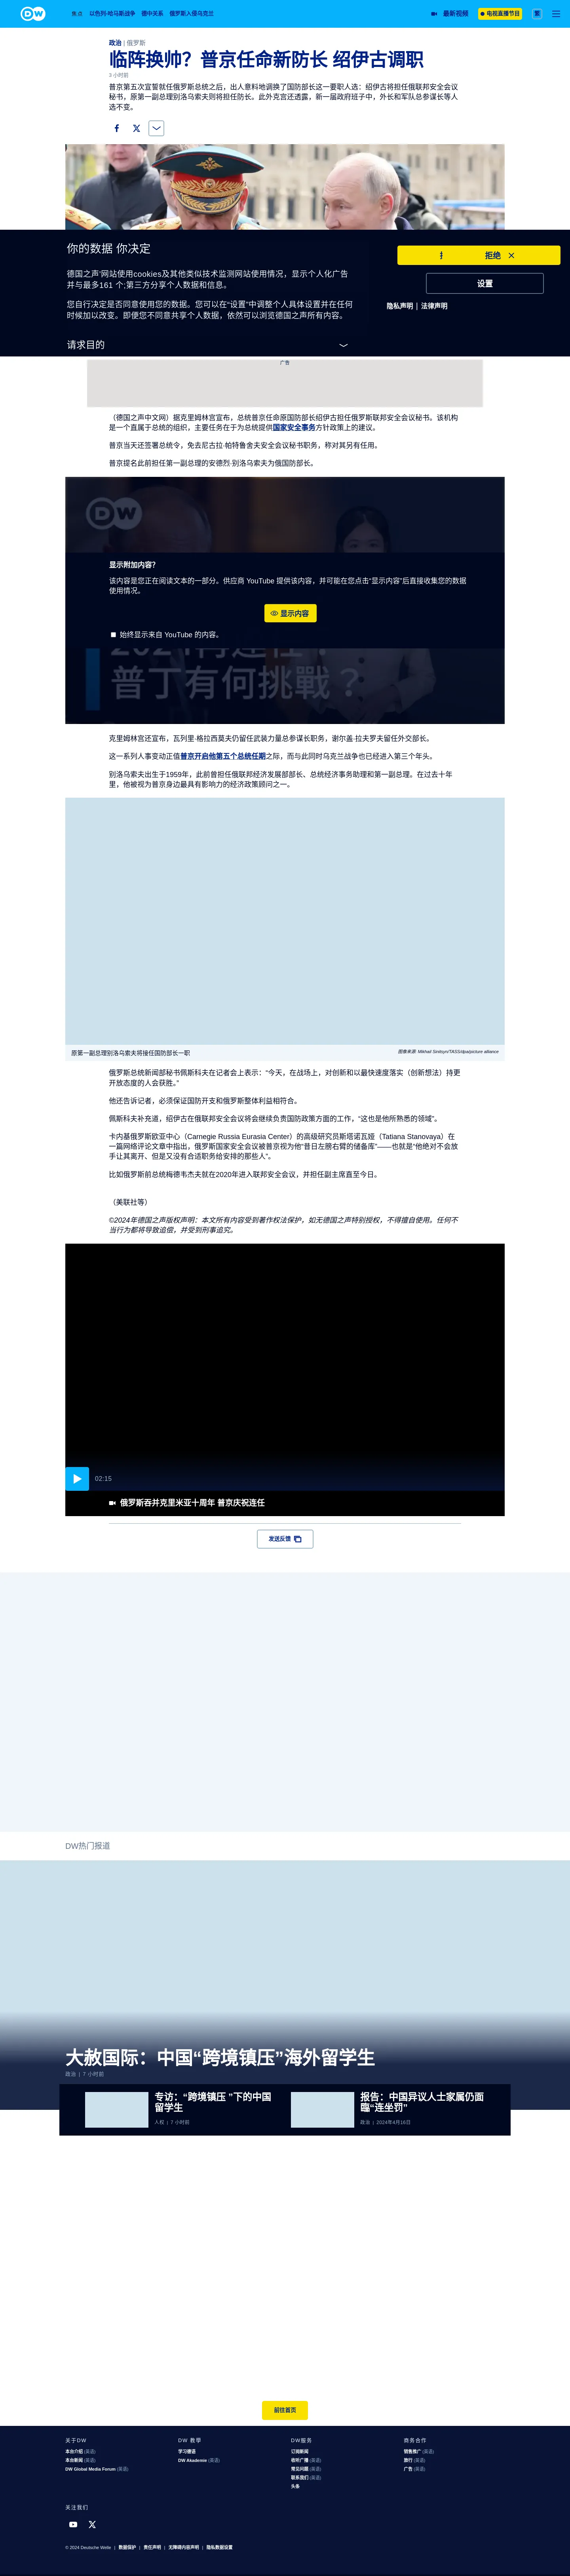 DW
焦点 以色列-哈马斯战争 德中关系 俄罗斯入侵乌克兰 最新视频 电视直播节目 繁
政治 | 俄罗斯
临阵换帅？普京任命新防长 绍伊古调职
3 小时前
普京第五次宣誓就任俄罗斯总统之后，出人意料地调换了国防部长这一要职人选：绍伊古将担任俄联邦安全会议
秘书，原第一副总理别洛乌索夫则将担任防长。此外克宫还透露，新一届政府班子中，外长和军队总参谋长等人
选不变。
你的数据 你决定
德国之声'网站使用cookies及其他类似技术监测网站使用情况，显示个人化广告
并与最多161 个;第三方分享个人数据和信息。
您自行决定是否同意使用您的数据。您可以在“设置”中调整个人具体设置并在任何
时候加以改变。即便您不同意共享个人数据，依然可以浏览德国之声所有内容。
请求目的
拒绝
设置
隐私声明 | 法律声明
广告
（德国之声中文网）据克里姆林宫宣布，总统普京任命原国防部长绍伊古担任俄罗斯联邦安全会议秘书。该机构
是一个直属于总统的组织，主要任务在于为总统提供国家安全事务方针政策上的建议。
普京当天还签署总统令，免去尼古拉·帕特鲁舍夫安全会议秘书职务，称对其另有任用。
普京提名此前担任第一副总理的安德烈·别洛乌索夫为俄国防部长。
DW
显示附加内容？
该内容是您正在阅读文本的一部分。供应商 YouTube 提供该内容，并可能在您点击“显示内容”后直接收集您的数据
使用情况。
显示内容
始终显示来自 YouTube 的内容。
普丁有何挑戰？
克里姆林宫还宣布，瓦列里·格拉西莫夫仍留任武装力量总参谋长职务，谢尔盖·拉夫罗夫留任外交部长。
这一系列人事变动正值普京开启他第五个总统任期之际，而与此同时乌克兰战争也已经进入第三个年头。
别洛乌索夫出生于1959年，此前曾担任俄联邦经济发展部部长、总统经济事务助理和第一副总理。在过去十年
里，他被视为普京身边最具有影响力的经济政策顾问之一。
原第一副总理别洛乌索夫将接任国防部长一职
图像来源: Mikhail Sinitsyn/TASS/dpa/picture alliance
俄罗斯总统新闻部秘书佩斯科夫在记者会上表示：“今天，在战场上，对创新和以最快速度落实（创新想法）持更
开放态度的人会获胜。”
他还告诉记者，必须保证国防开支和俄罗斯整体利益相符合。
佩斯科夫补充道，绍伊古在俄联邦安全会议将会继续负责国防政策方面的工作，“这也是他所熟悉的领域”。
卡内基俄罗斯欧亚中心（Carnegie Russia Eurasia Center）的高级研究员斯塔诺瓦娅（Tatiana Stanovaya）在
一篇网络评论文章中指出，俄罗斯国家安全会议被普京视为他“昔日左膀右臂的储备库”——也就是“他绝对不会放
手让其离开、但是又没有合适职务给安排的那些人”。
比如俄罗斯前总统梅德韦杰夫就在2020年进入联邦安全会议，并担任副主席直至今日。
（美联社等）
©2024年德国之声版权声明：本文所有内容受到著作权法保护，如无德国之声特别授权，不得擅自使用。任何不
当行为都将导致追偿，并受到刑事追究。
02:15
俄罗斯吞并克里米亚十周年 普京庆祝连任
发送反馈
DW热门报道
大赦国际：中国“跨境镇压”海外留学生
政治 | 7 小时前
专访：“跨境镇压 ”下的中国
留学生
人权 | 7 小时前
报告：中国异议人士家属仍面
临“连坐罚”
政治 | 2024年4月16日
前往首页
关于DW
本台介绍 (英语)
本台新闻 (英语)
DW Global Media Forum (英语)
DW 教學
学习德语
DW Akademie (英语)
DW服务
订阅新闻
收听广播 (英语)
常见问题 (英语)
联系我们 (英语)
头条
商务合作
销售推广 (英语)
旅行 (英语)
广告 (英语)
关注我们
© 2024 Deutsche Welle | 数据保护 | 责任声明 | 无障碍内容声明 | 隐私数据设置